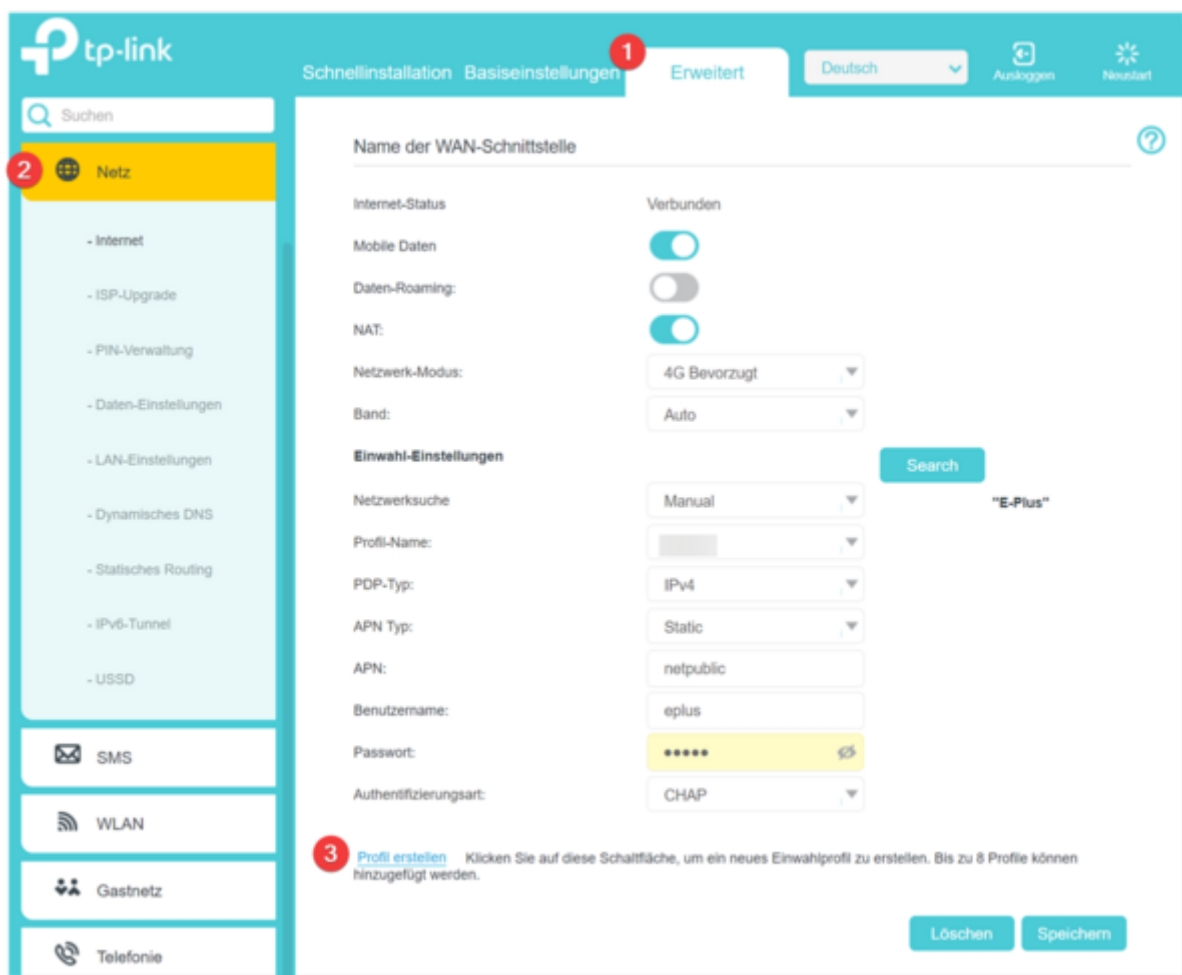 tp-link
1
Schnellinstallation Basiseinstellungen Erweitert Deutsch Ausloggen Neustart
Suchen
Name der WAN-Schnittstelle
2 Netz
Internet-Status Verbunden
- Internet
Mobile Daten
- ISP-Upgrade
Daten-Roaming:
NAT:
- PIN-Verwaltung
Netzwerk-Modus: 4G Bevorzugt
- Daten-Einstellungen
Band: Auto
- LAN-Einstellungen
Einwahl-Einstellungen Search
Netzwerksuche Manual "E-Plus"
- Dynamisches DNS
Profil-Name:
- Statisches Routing
PDP-Typ: IPv4
- IPv6-Tunnel
APN Typ: Static
- USSD
APN: netpublic
Benutzername: eplus
SMS
Passwort: •••••
Authentifizierungsart: CHAP
WLAN
3 Profil erstellen Klicken Sie auf diese Schaltfläche, um ein neues Einwahlprofil zu erstellen. Bis zu 8 Profile können
hinzugefügt werden.
Gastnetz
Löschen Speichern
Telefonie